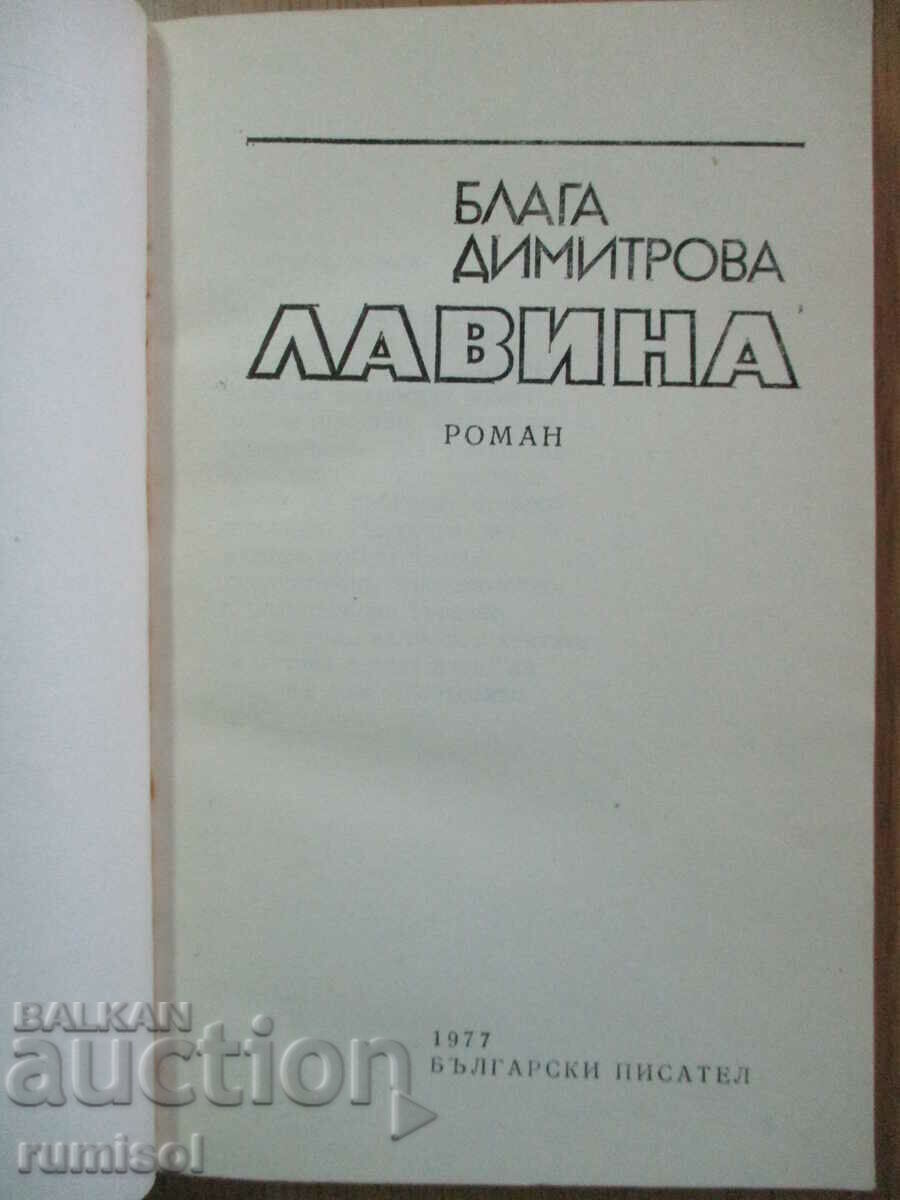 БЛАГА
ДИМИТРОВА
ЛАВИНА
РОМАН
1977
БЪЛГАРСКИ ПИСАТЕЛ
BALKAN
auction
rumisol